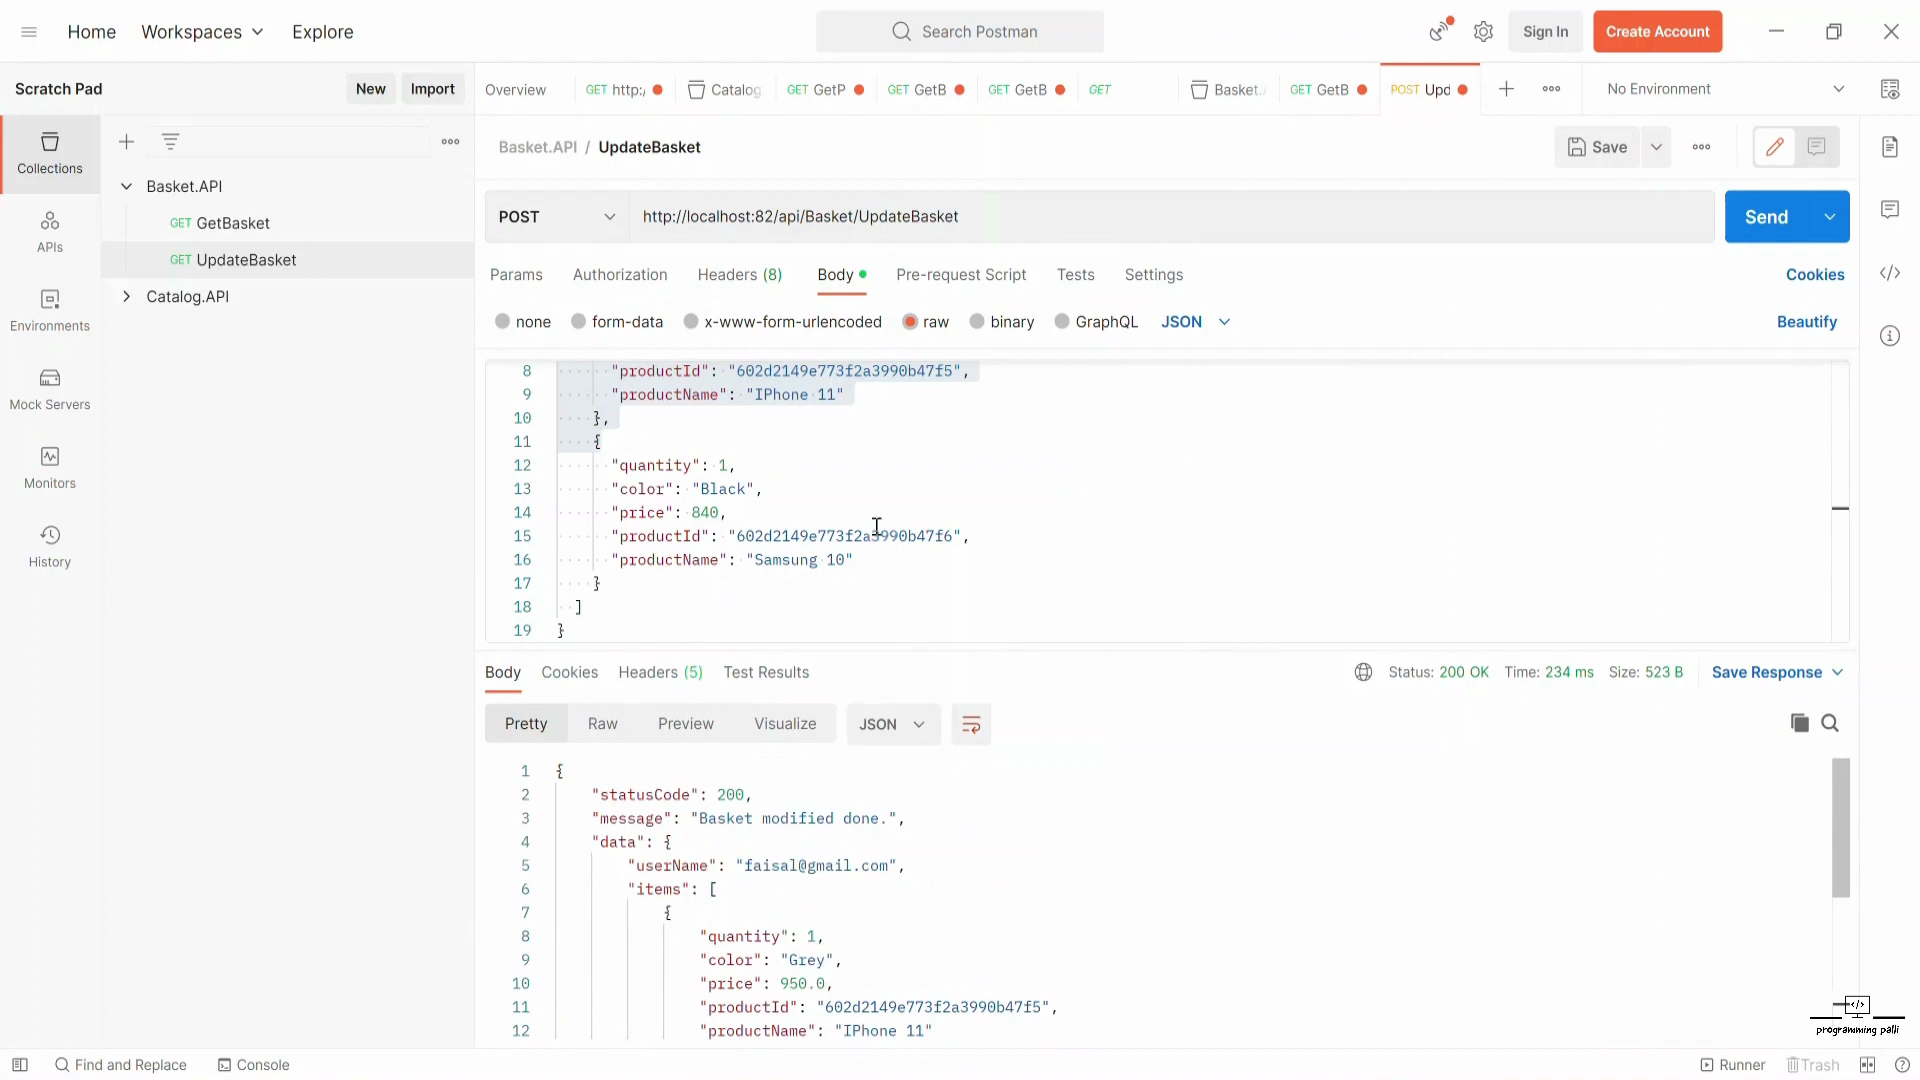 Home Workspaces Explore Search Postman Sign In Create Account
Scratch Pad New Import Overview GET http:/ Catalog GET GetP GET GetB GET GetB GET Basket. GET GetB POST Upd No Environment
Collections
APIs
Environments
Mock Servers
Monitors
History
Basket.API
GET GetBasket
GET UpdateBasket
Catalog.API
Basket.API / UpdateBasket Save
POST http://localhost:82/api/Basket/UpdateBasket Send
Params Authorization Headers (8) Body Pre-request Script Tests Settings Cookies
none form-data x-www-form-urlencoded raw binary GraphQL JSON Beautify
8 "productId": "602d2149e773f2a3990b47f5",
9 "productName": "IPhone 11"
10 },
11 {
12 "quantity": 1,
13 "color": "Black",
14 "price": 840,
15 "productId": "602d2149e773f2a3990b47f6",
16 "productName": "Samsung 10"
17 }
18 ]
19 }
Body Cookies Headers (5) Test Results Status: 200 OK Time: 234 ms Size: 523 B Save Response
Pretty Raw Preview Visualize JSON
1 {
2 "statusCode": 200,
3 "message": "Basket modified done.",
4 "data": {
5 "userName": "faisal@gmail.com",
6 "items": [
7 {
8 "quantity": 1,
9 "color": "Grey",
10 "price": 950.0,
11 "productId": "602d2149e773f2a3990b47f5",
12 "productName": "IPhone 11"
programming palli
Find and Replace Console Runner Trash